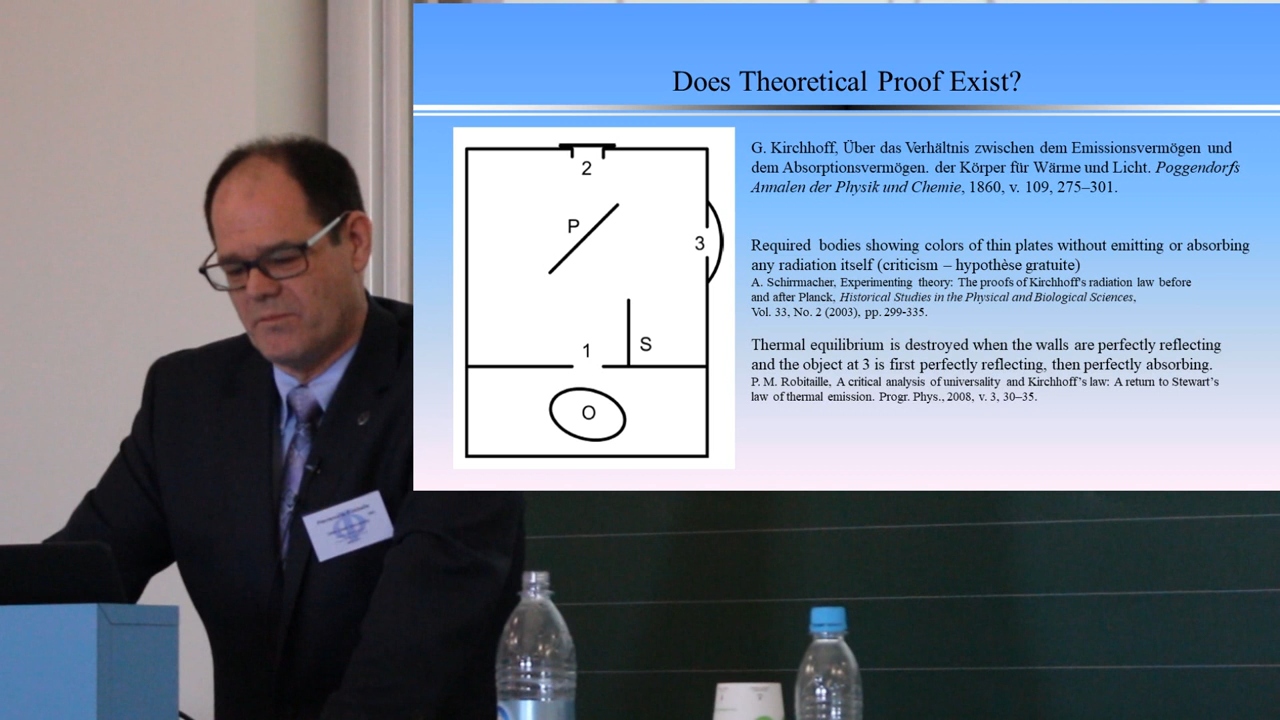 Does Theoretical Proof Exist?
2
P
3
1
S
O
G. Kirchhoff, Über das Verhältnis zwischen dem Emissionsvermögen und
dem Absorptionsvermögen. der Körper für Wärme und Licht. Poggendorfs
Annalen der Physik und Chemie, 1860, v. 109, 275–301.
Required bodies showing colors of thin plates without emitting or absorbing
any radiation itself (criticism – hypothèse gratuite)
A. Schirrmacher, Experimenting theory: The proofs of Kirchhoff's radiation law before
and after Planck, Historical Studies in the Physical and Biological Sciences,
Vol. 33, No. 2 (2003), pp. 299-335.
Thermal equilibrium is destroyed when the walls are perfectly reflecting
and the object at 3 is first perfectly reflecting, then perfectly absorbing.
P. M. Robitaille, A critical analysis of universality and Kirchhoff's law: A return to Stewart's
law of thermal emission. Progr. Phys., 2008, v. 3, 30–35.